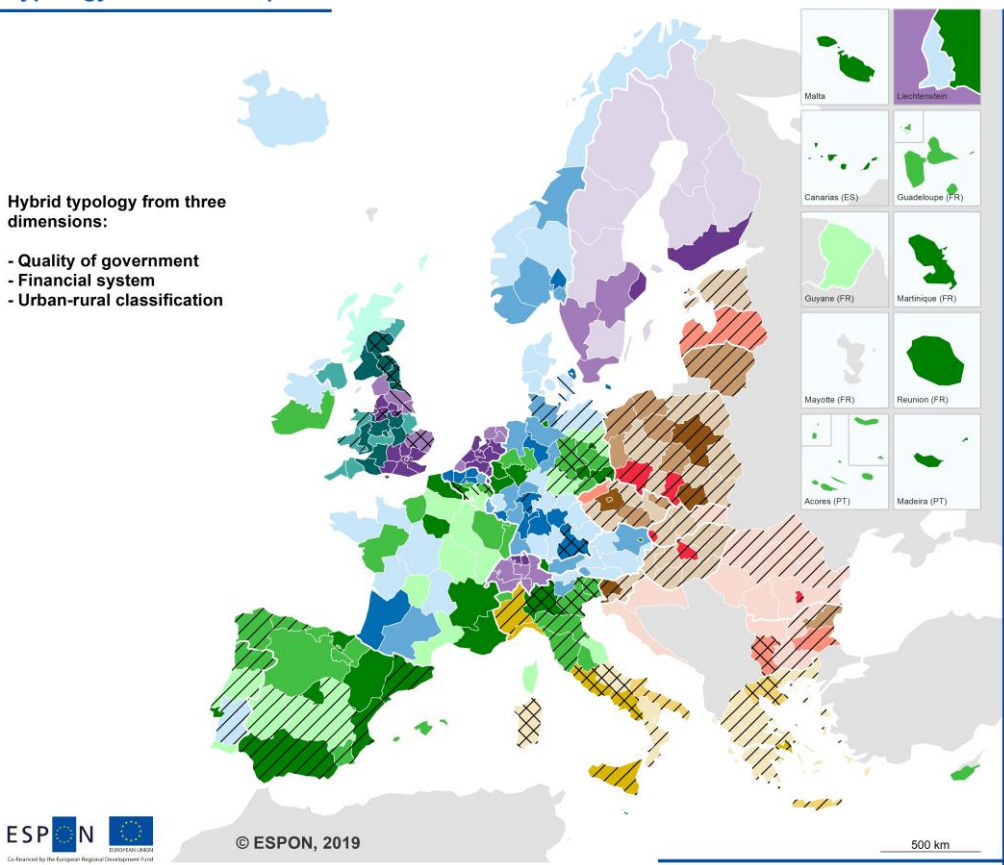 Hybrid typology from three
dimensions:
- Quality of government
- Financial system
- Urban-rural classification
Malta
Liechtenstein
Canarias (ES)
Guadeloupe (FR)
Guyane (FR)
Martinique (FR)
Mayotte (FR)
Reunion (FR)
Acores (PT)
Madeira (PT)
ESPON
EUROPEAN UNION
Co-financed by the European Regional Development Fund
© ESPON, 2019
500 km